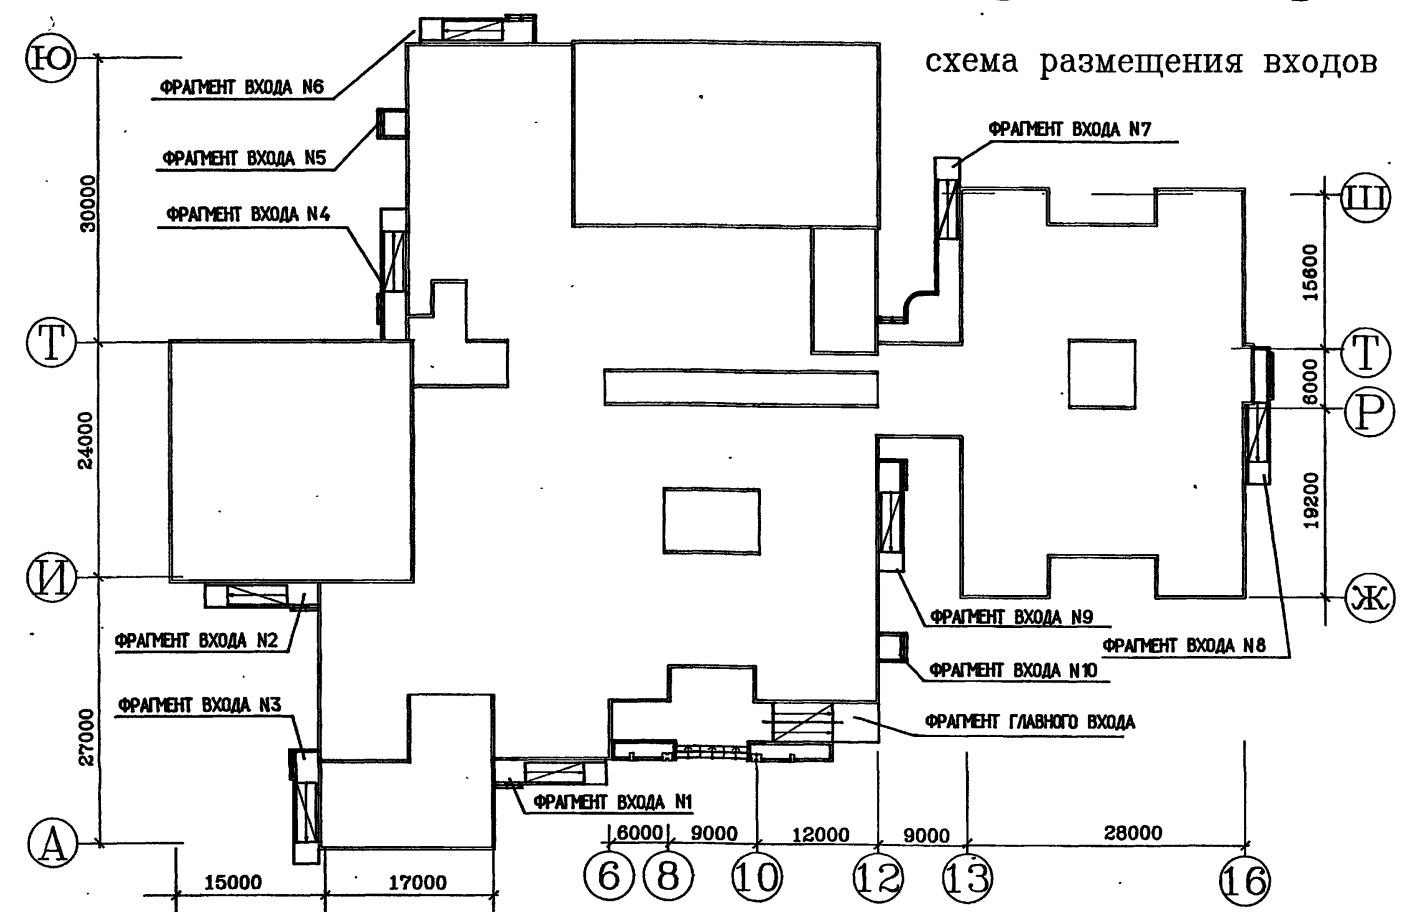 схема размещения входов
Ю
ФРАГМЕНТ ВХОДА N6
ФРАГМЕНТ ВХОДА N5
ФРАГМЕНТ ВХОДА N4
ФРАГМЕНТ ВХОДА N7
Ш
30000
15600
Т
Т
6000
Р
24000
19200
И
Ж
ФРАГМЕНТ ВХОДА N2
ФРАГМЕНТ ВХОДА N9
ФРАГМЕНТ ВХОДА N8
ФРАГМЕНТ ВХОДА N10
ФРАГМЕНТ ВХОДА N3
ФРАГМЕНТ ГЛАВНОГО ВХОДА
27000
ФРАГМЕНТ ВХОДА N1
А
6000 9000 12000 9000 28000
6 8 10 12 13 16
15000 17000